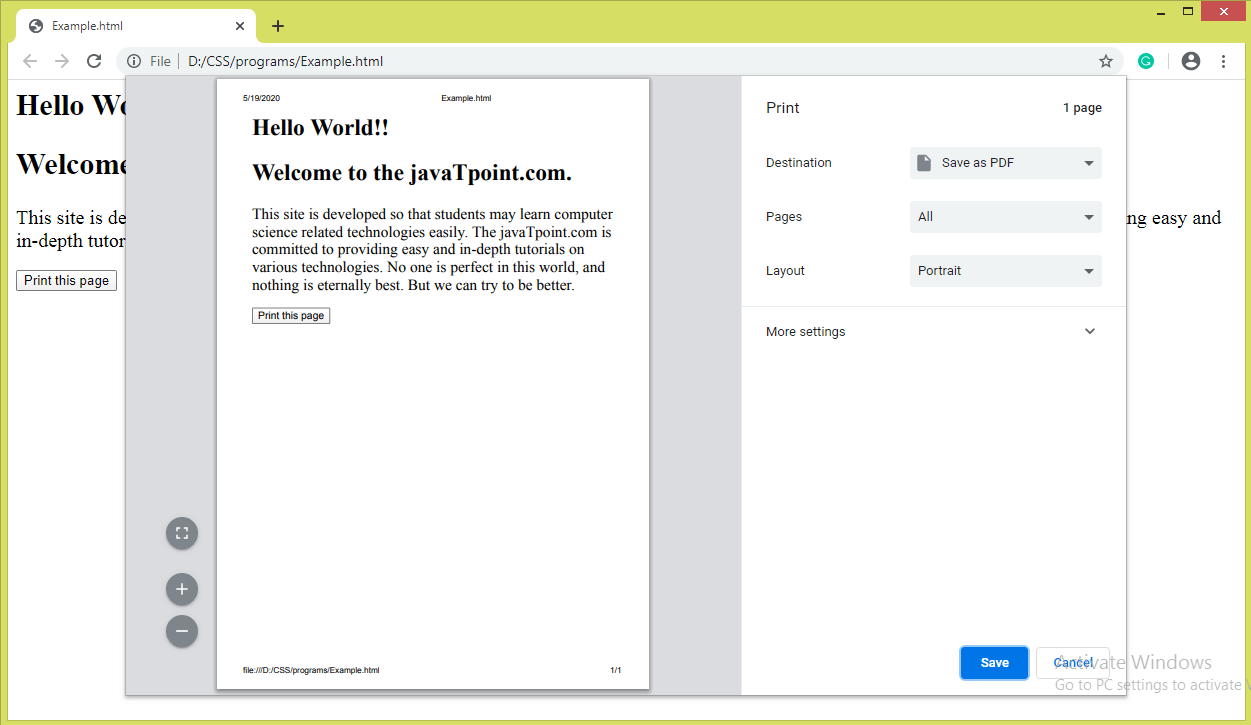 Example.html
File
D:/CSS/programs/Example.html
Hello Wo
Welcome
This site is de
in-depth tutor
Print this page
ng easy and
5/19/2020 Example.html
Hello World!!
Welcome to the javaTpoint.com.
This site is developed so that students may learn computer
science related technologies easily. The javaTpoint.com is
committed to providing easy and in-depth tutorials on
various technologies. No one is perfect in this world, and
nothing is eternally best. But we can try to be better.
Print this page
file:///D:/CSS/programs/Example.html 1/1
Print 1 page
Destination Save as PDF
Pages All
Layout Portrait
More settings
Save Cancel
Activate Windows
Go to PC settings to activate